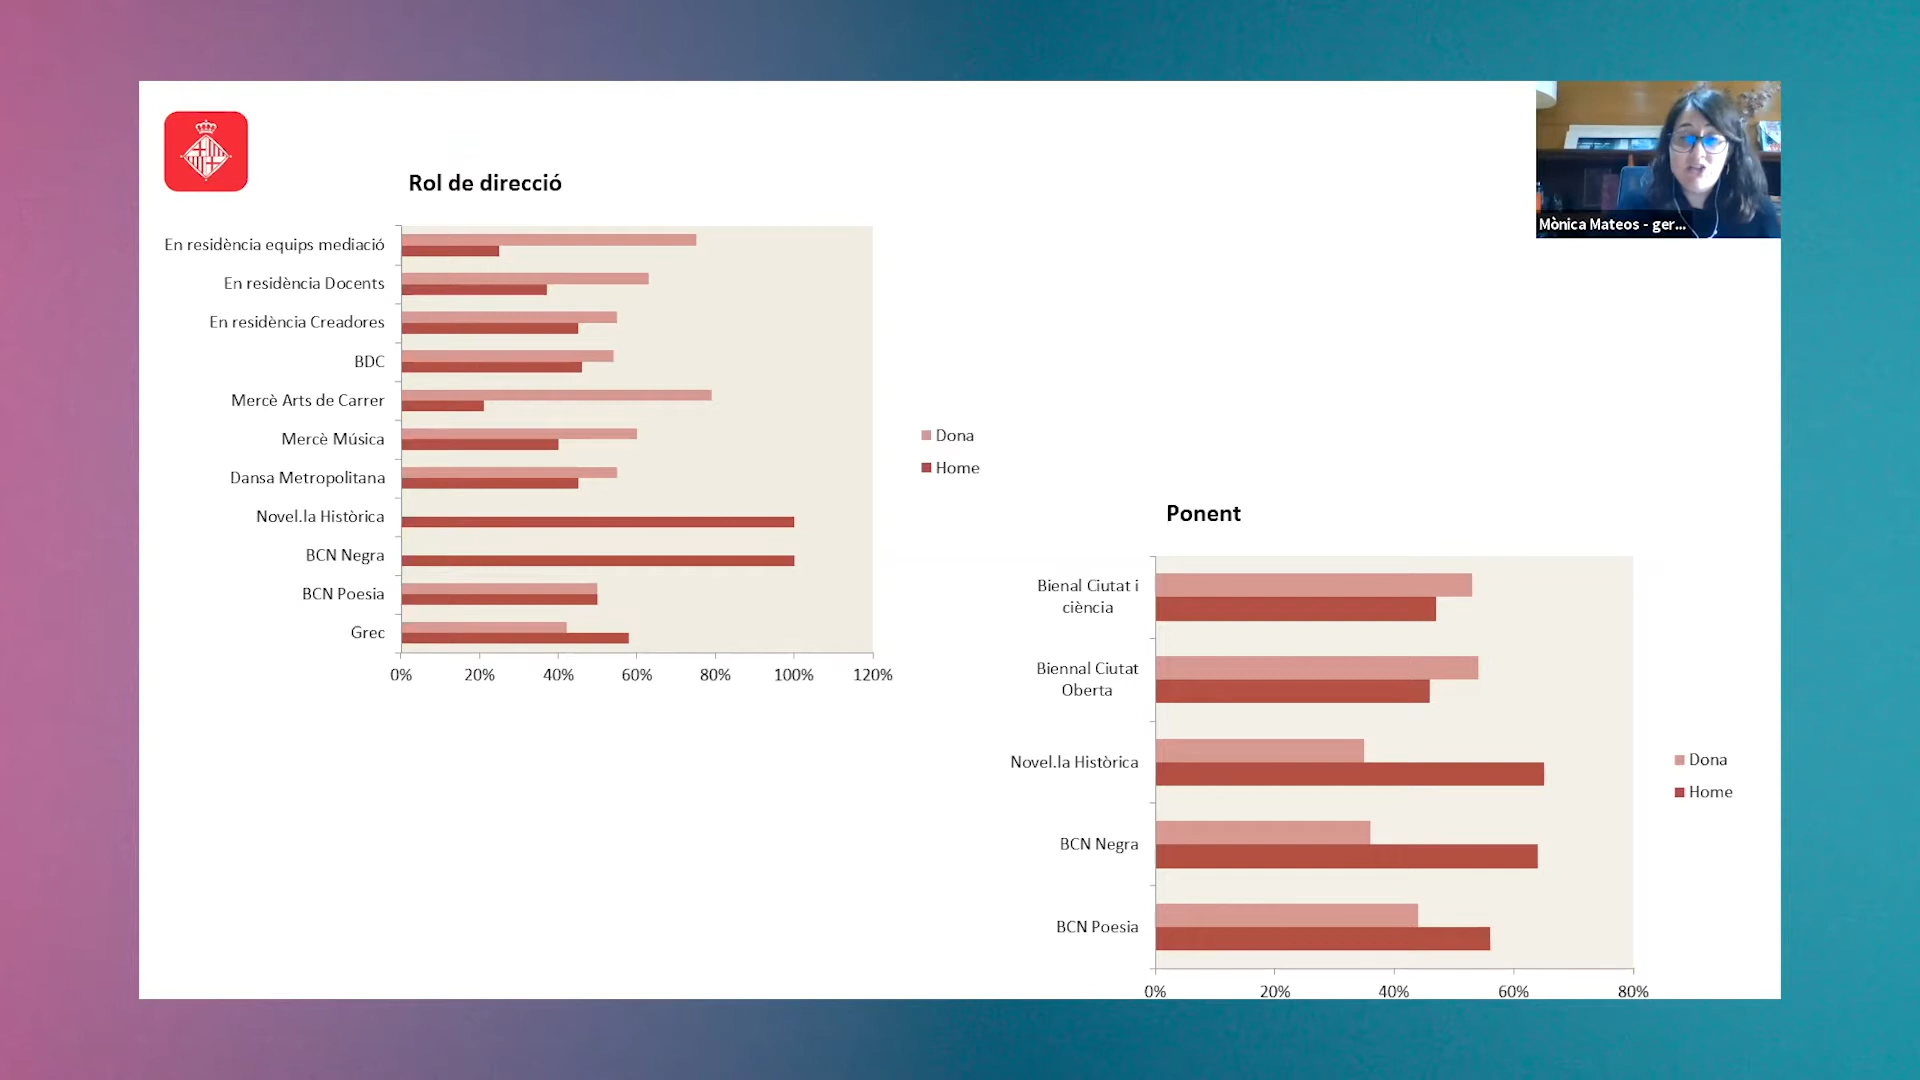 Rol de direcció
En residència equips mediació
En residència Docents
En residència Creadores
BDC
Mercè Arts de Carrer
Mercè Música
Dansa Metropolitana
Novel.la Històrica
BCN Negra
BCN Poesia
Grec
0% 20% 40% 60% 80% 100% 120%
Dona
Home
Mònica Mateos - ger...
Ponent
Bienal Ciutat i
ciència
Biennal Ciutat
Oberta
Novel.la Històrica
BCN Negra
BCN Poesia
0% 20% 40% 60% 80%
Dona
Home